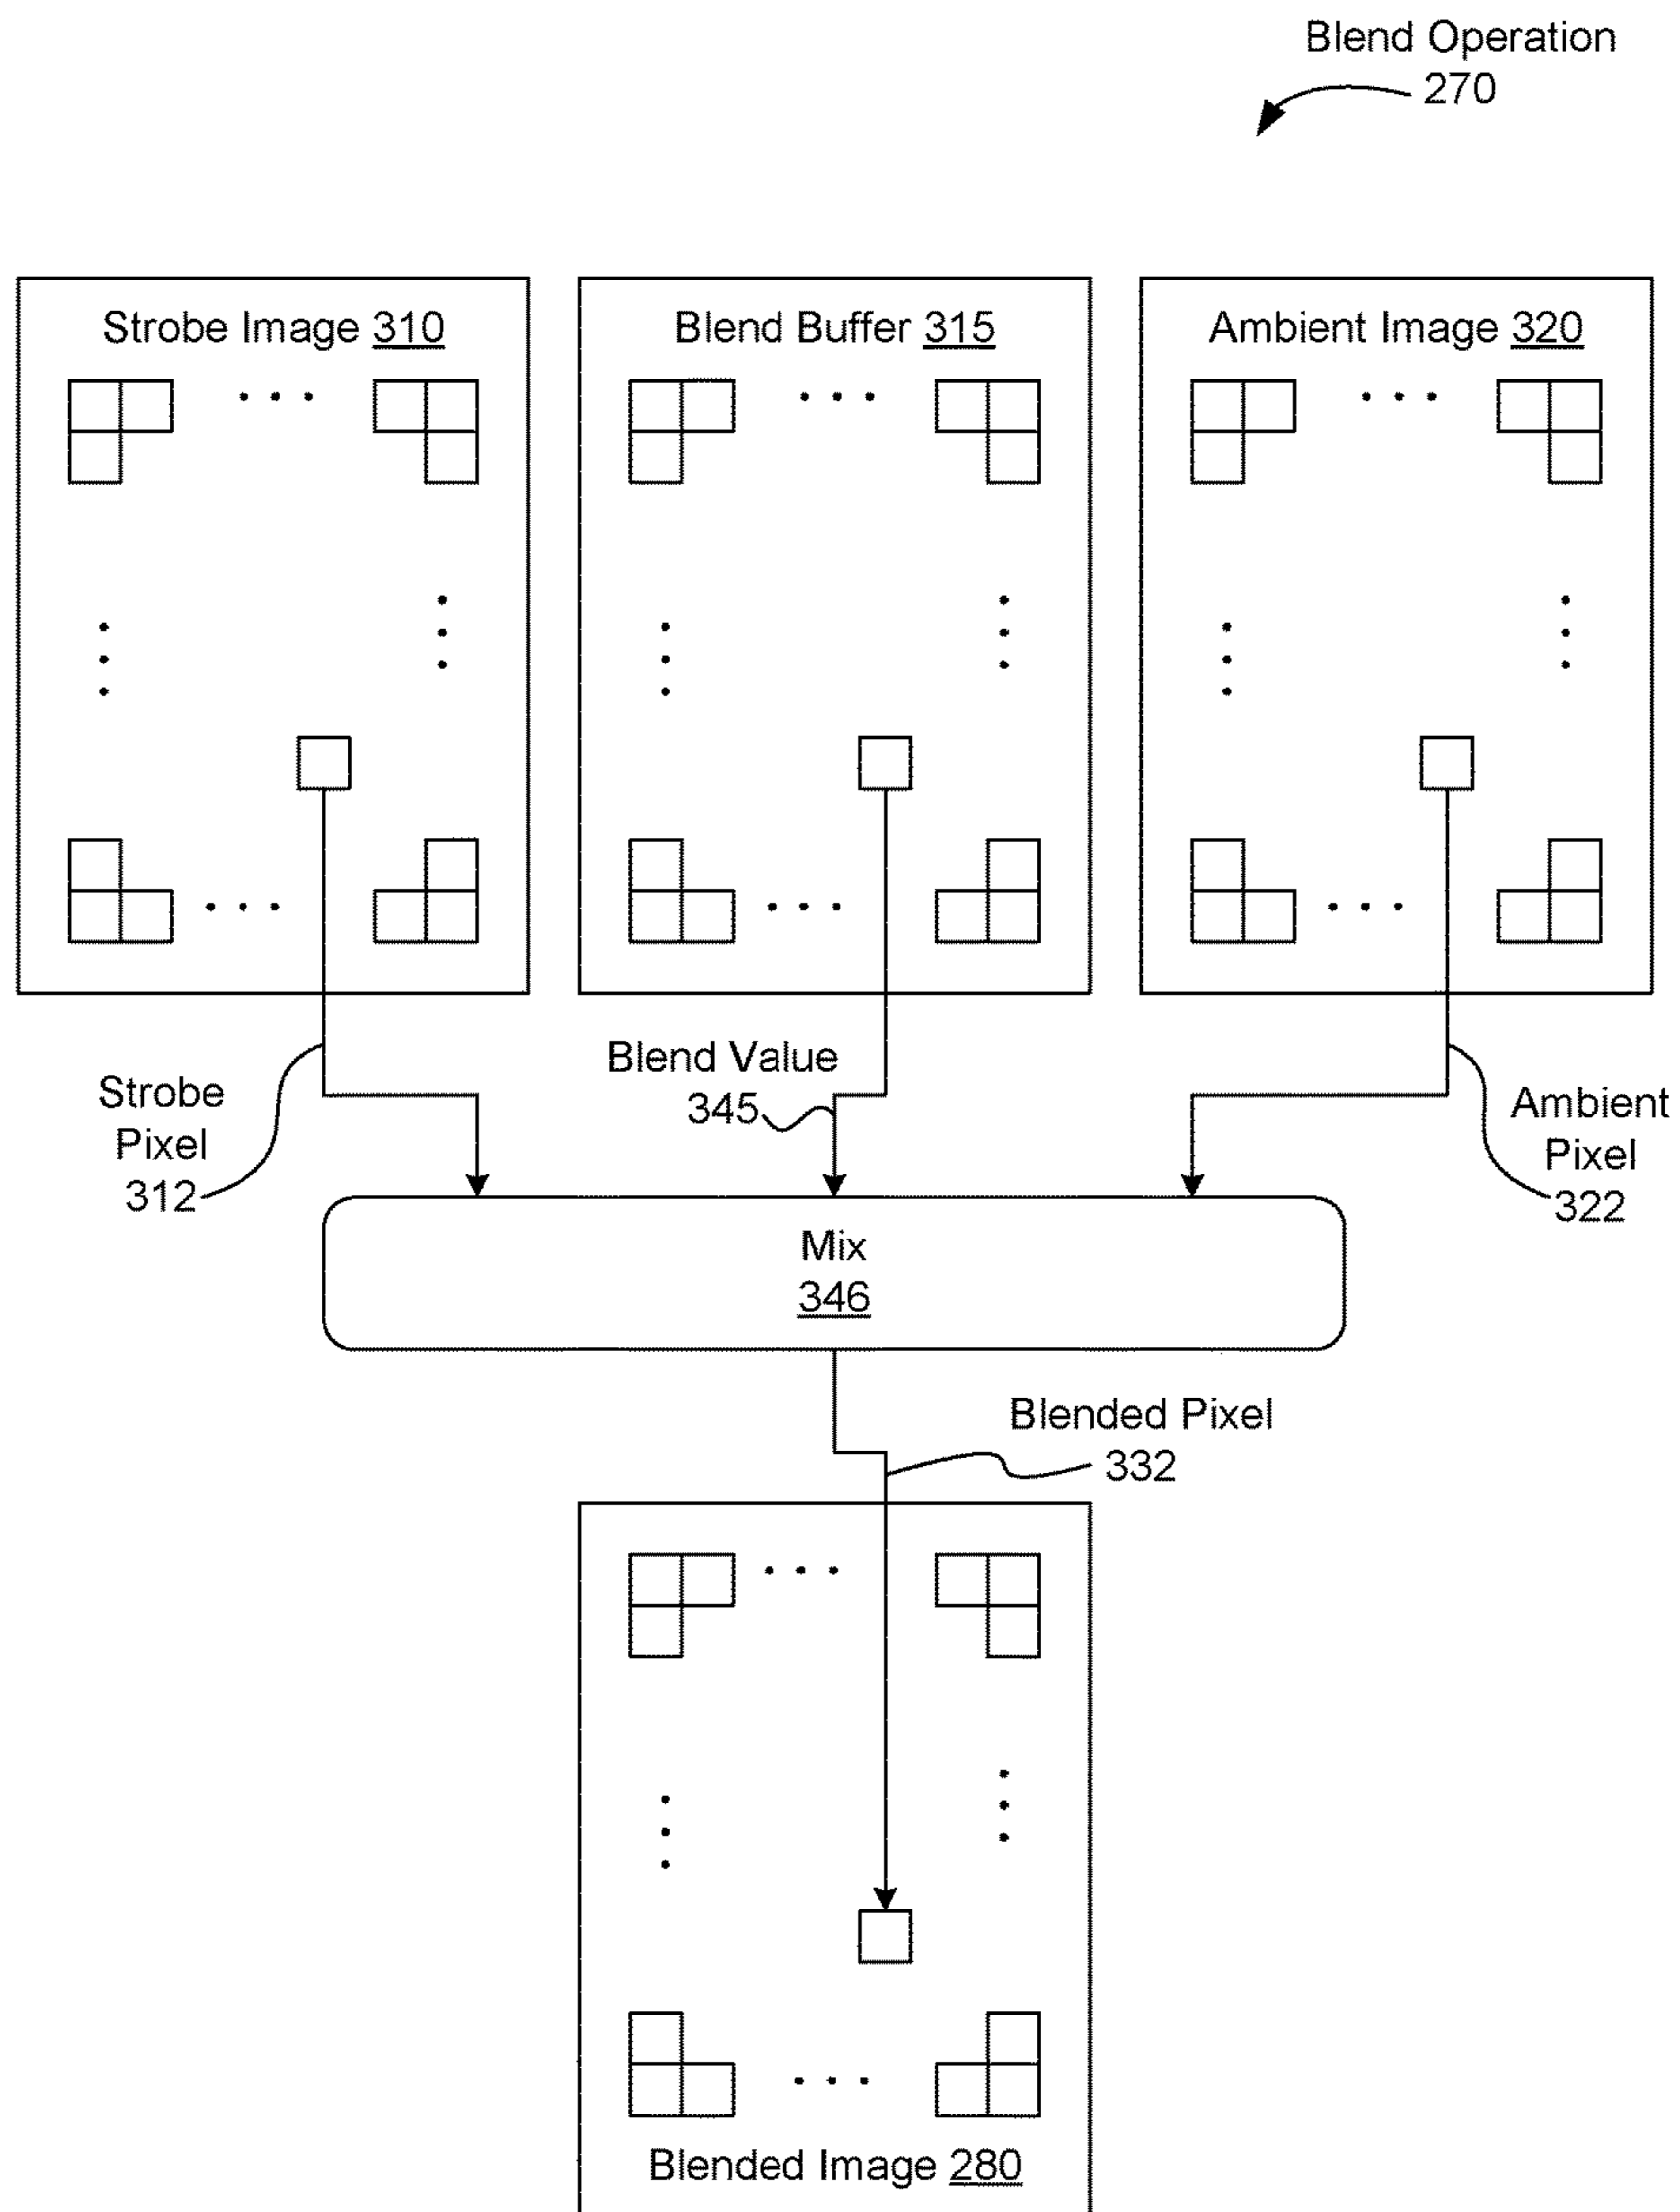 Blend Operation
270
Strobe Image 310
Blend Buffer 315
Ambient Image 320
Strobe
Pixel
312
Blend Value
345
Ambient
Pixel
322
Mix
346
Blended Pixel
332
Blended Image 280